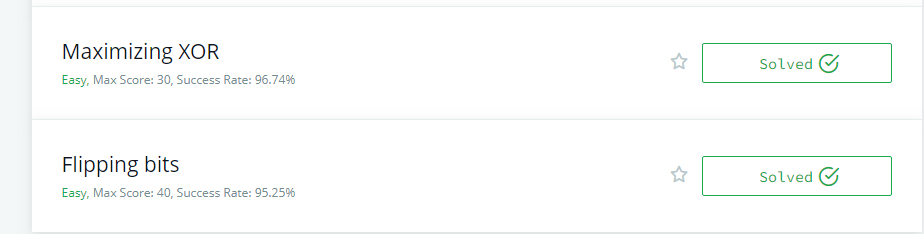 Maximizing XOR
Easy, Max Score: 30, Success Rate: 96.74%
Solved
Flipping bits
Easy, Max Score: 40, Success Rate: 95.25%
Solved